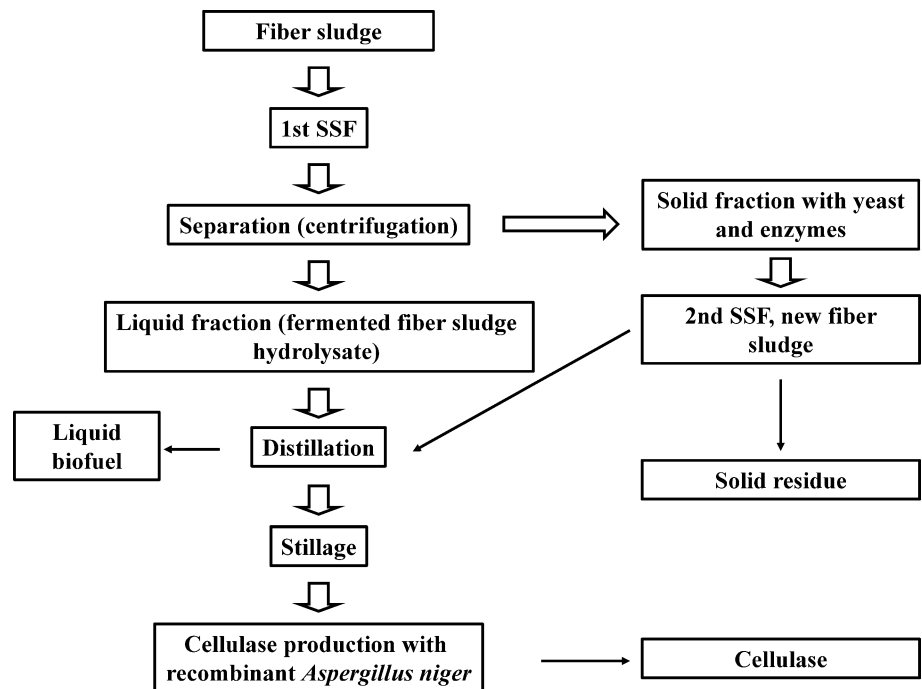 Fiber sludge
1st SSF
Separation (centrifugation)
Solid fraction with yeast
and enzymes
Liquid fraction (fermented fiber sludge
hydrolysate)
2nd SSF, new fiber
sludge
Liquid
biofuel
Distillation
Solid residue
Stillage
Cellulase production with
recombinant Aspergillus niger
Cellulase